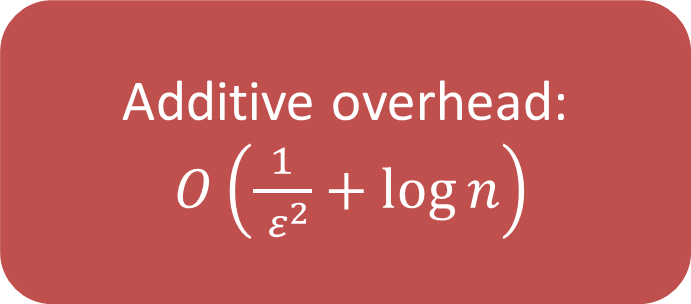 Additive overhead:
O(1/ε² + log n)